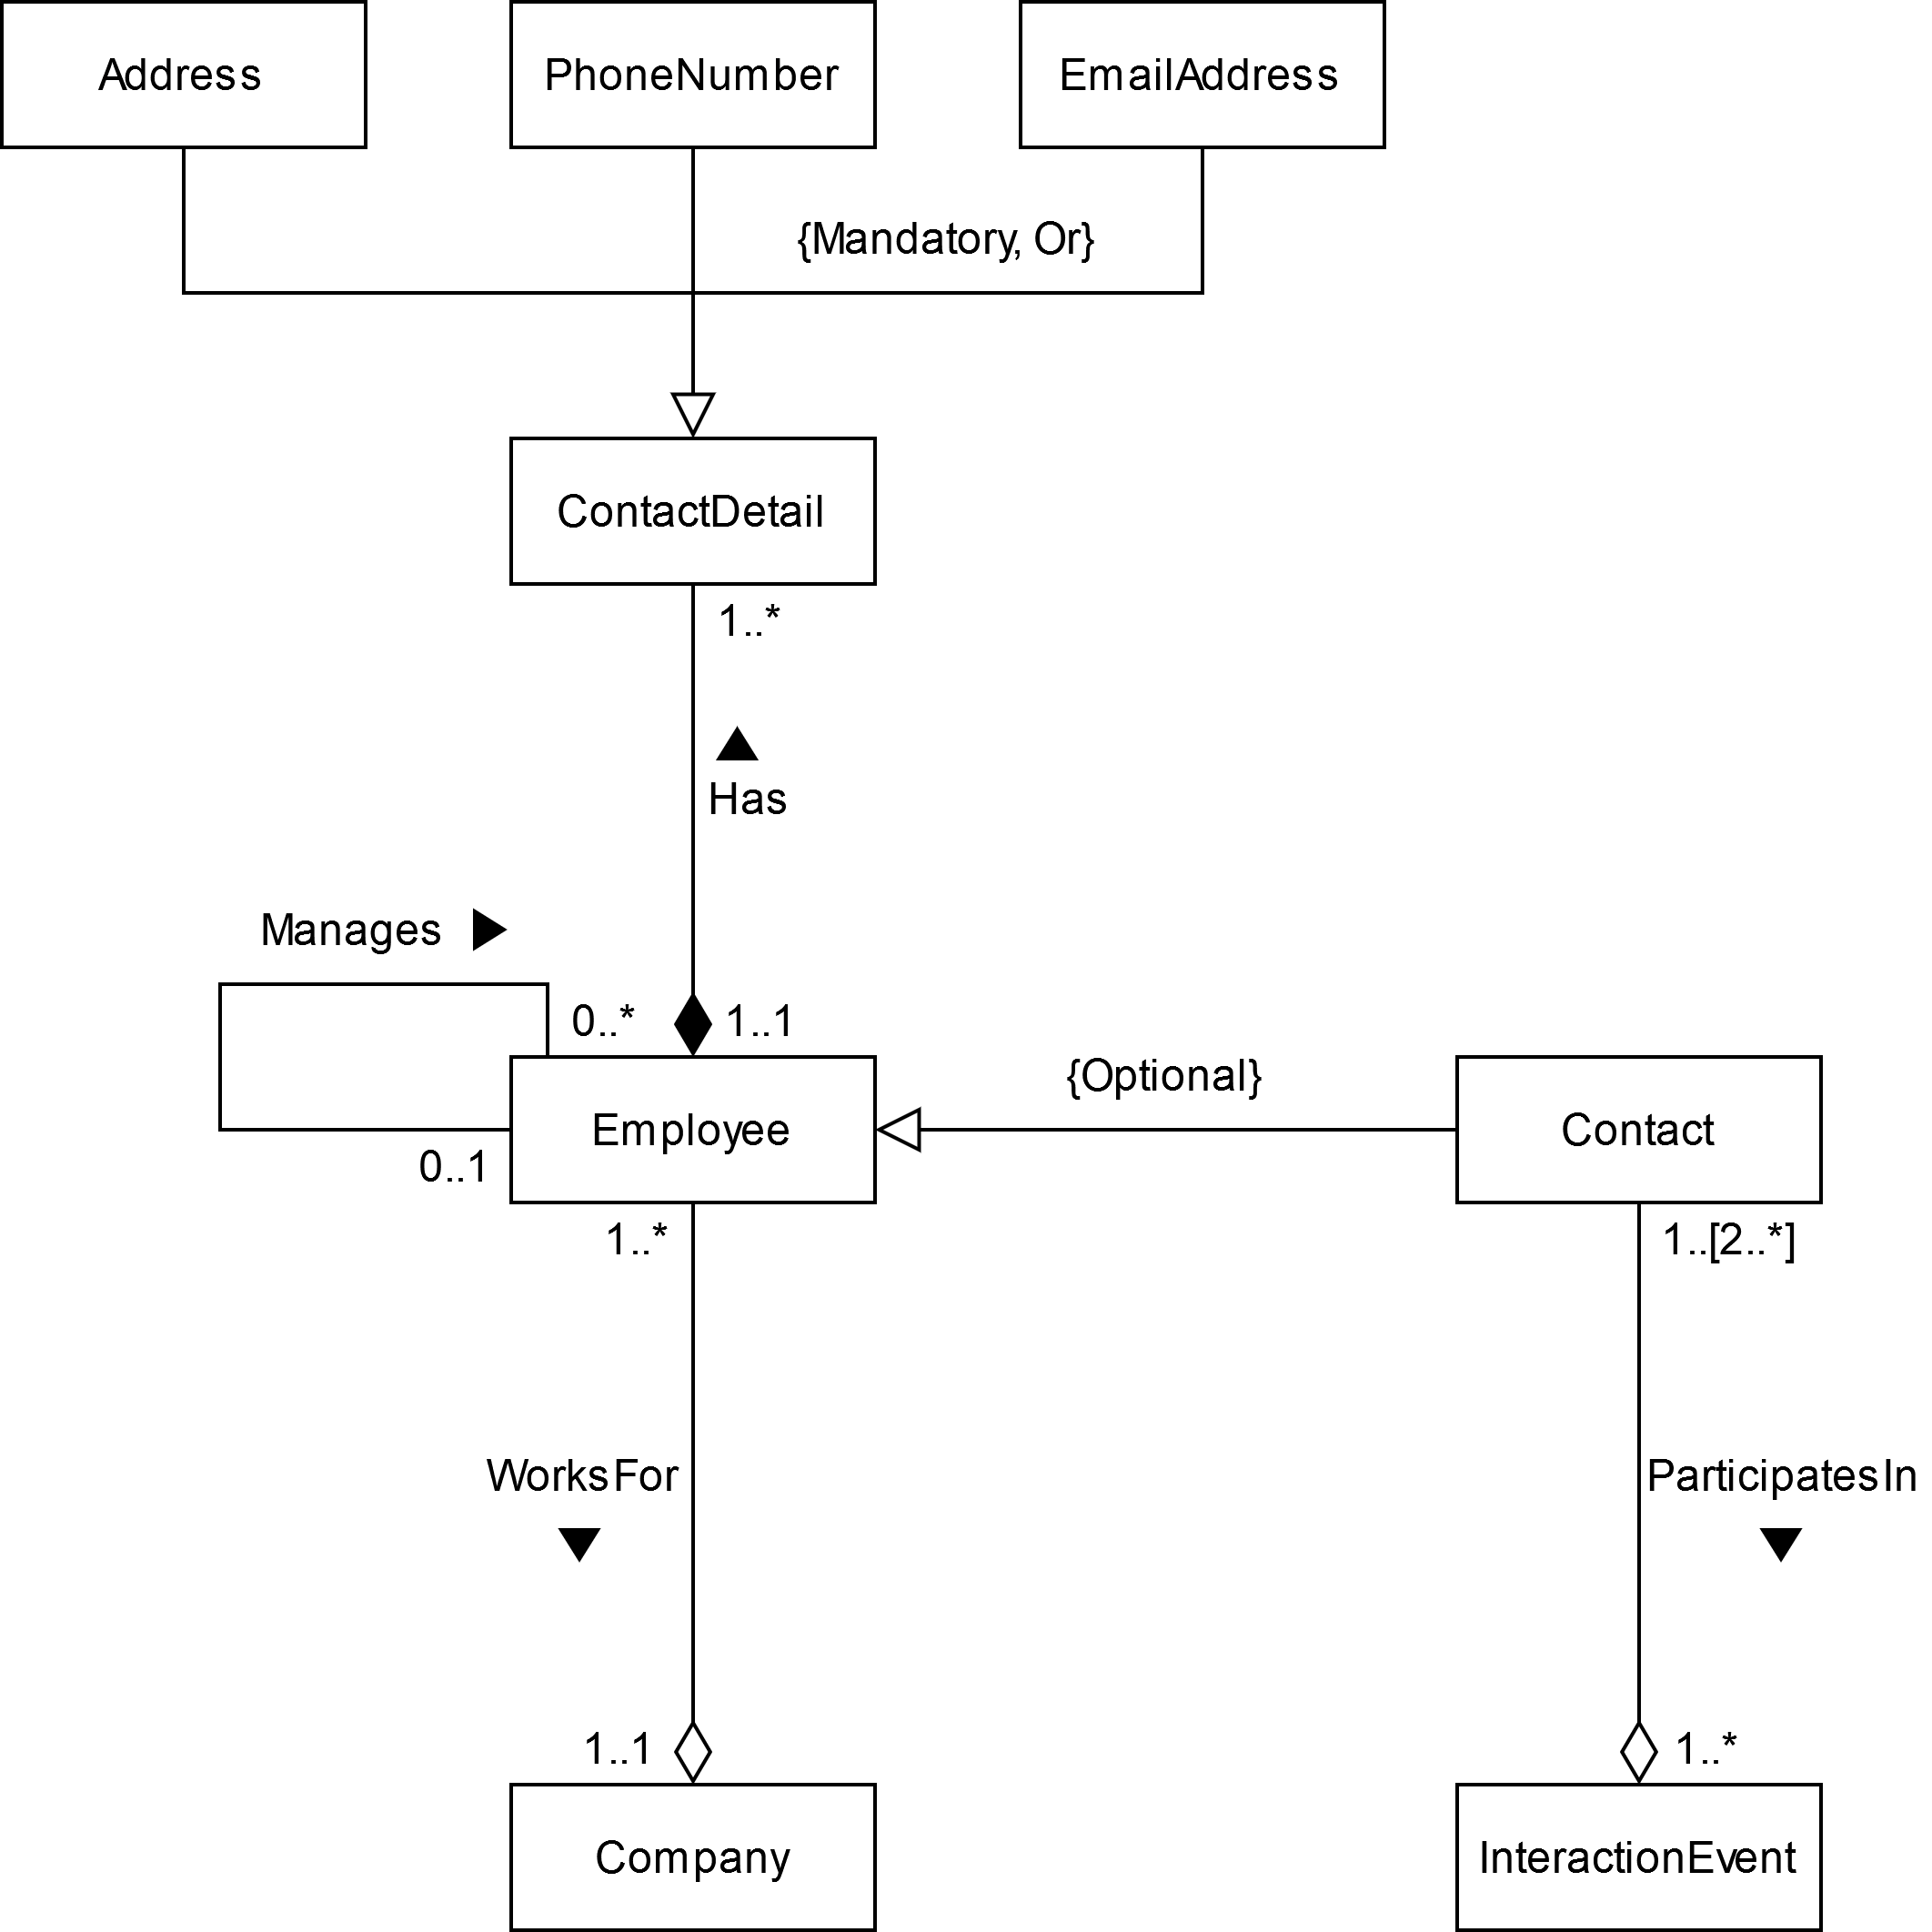 Address
PhoneNumber
EmailAddress
{Mandatory, Or}
ContactDetail
1..*
Has
Manages
0..*
1..1
{Optional}
Employee
Contact
0..1
1..*
1..[2..*]
WorksFor
ParticipatesIn
1..1
1..*
Company
InteractionEvent